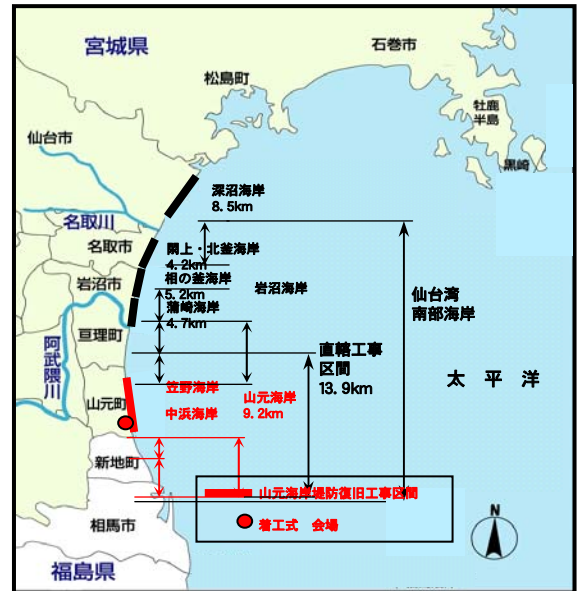 宮城県
石巻市
松島町
牡鹿
半島
黒崎
仙台市
深沼海岸
8.5km
名取川
名取市
閖上・北釜海岸
4.2km
相の釜海岸
5.2km
岩沼海岸
岩沼市
蒲崎海岸
4.7km
仙台湾
南部海岸
亘理町
阿武隈川
直轄工事
区間
13.9km
太平洋
笠野海岸
山元海岸
9.2km
中浜海岸
山元町
新地町
山元海岸堤防復旧工事区間
相馬市
着工式 会場
N
福島県